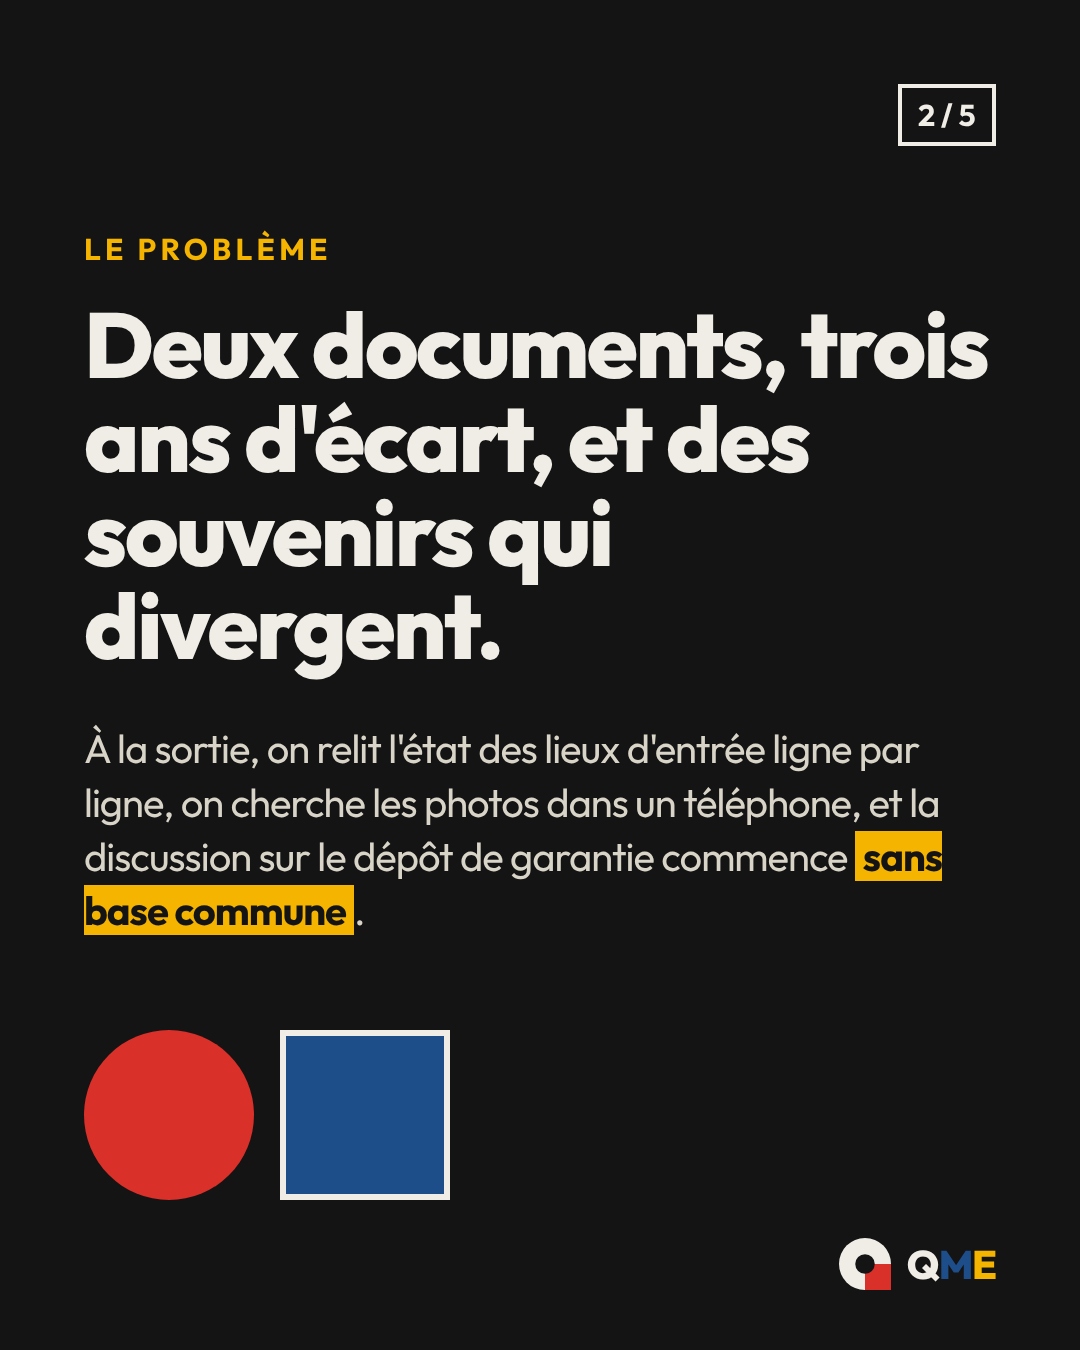 2 / 5
LE PROBLÈME
Deux documents, trois
ans d'écart, et des
souvenirs qui
divergent.
À la sortie, on relit l'état des lieux d'entrée ligne par
ligne, on cherche les photos dans un téléphone, et la
discussion sur le dépôt de garantie commence sans
base commune .
QME